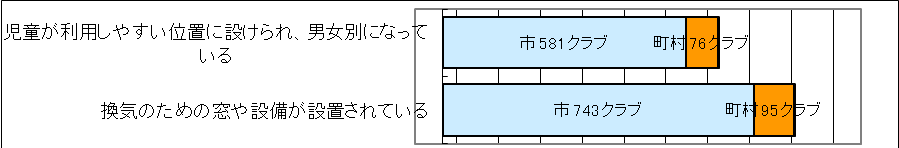 児童が利用しやすい位置に設けられ、男女別になって
いる
市581クラブ
町村76クラブ
換気のための窓や設備が設置されている
市743クラブ
町村95クラブ